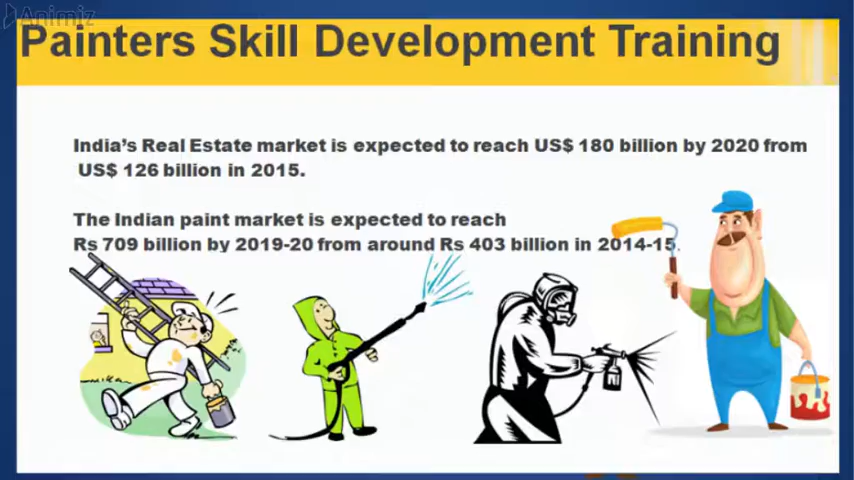 Animiz
Painters Skill Development Training
India's Real Estate market is expected to reach US$ 180 billion by 2020 from
US$ 126 billion in 2015.
The Indian paint market is expected to reach
Rs 709 billion by 2019-20 from around Rs 403 billion in 2014-15.